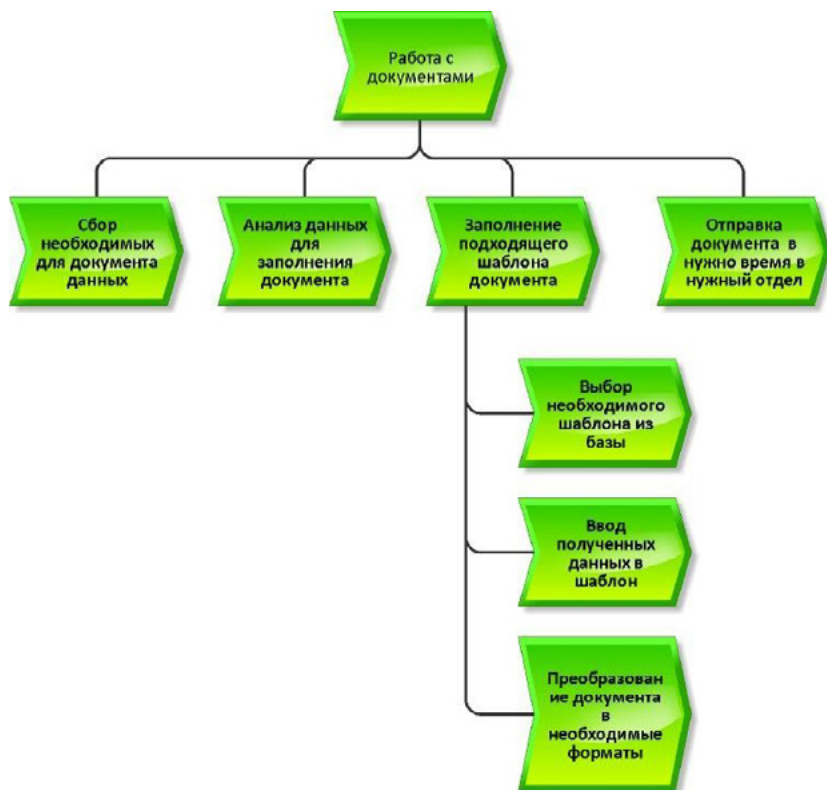 Работа с
документами
Сбор
необходимых
для документа
данных
Анализ данных
для
заполнения
документа
Заполнение
подходящего
шаблона
документа
Отправка
документа в
нужно время в
нужный отдел
Выбор
необходимого
шаблона из
базы
Ввод
полученных
данных в
шаблон
Преобразован
ие документа
в
необходимые
форматы